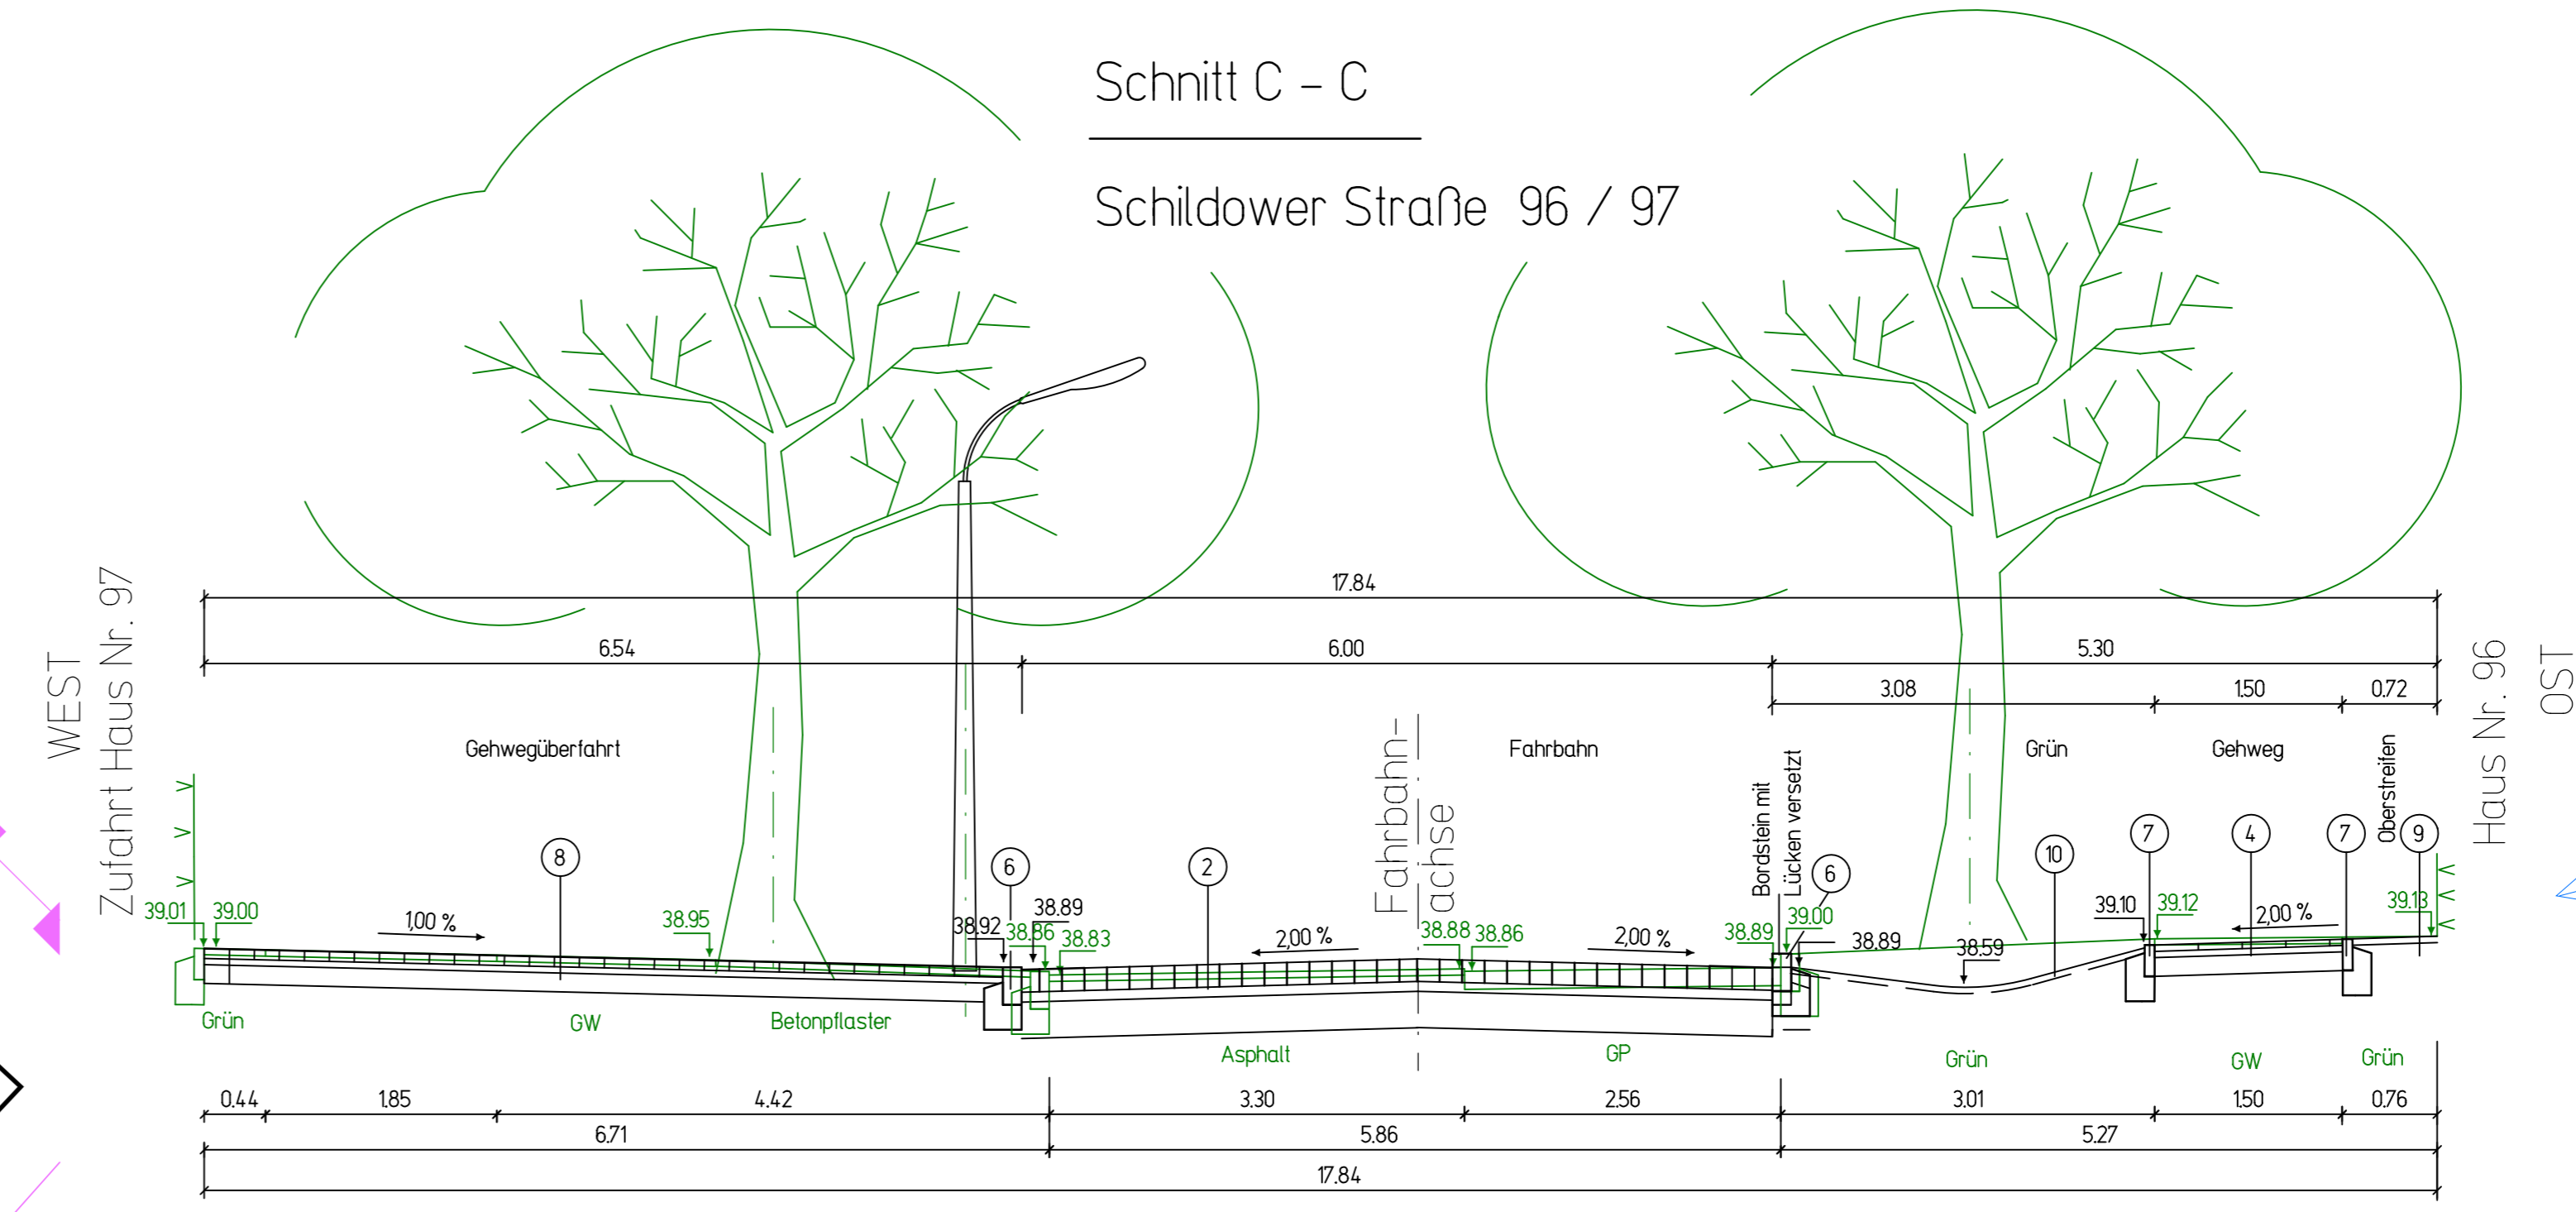 Schnitt C - C
Schildower Straße 96 / 97
WEST
Zufahrt Haus Nr. 97
Haus Nr. 96
OST
17.84
6.54
6.00
5.30
3.08
1.50
0.72
Gehwegüberfahrt
Fahrbahn-
achse
Fahrbahn
Bordstein mit
Lücken versetzt
Grün
Gehweg
Oberstreifen
8
6
2
6
10
7
4
7
9
39.01
39.00
1,00 %
38.95
38.92
38.86
38.89
38.83
2,00 %
38.88
38.86
2,00 %
38.89
39.00
38.89
38.59
39.10
39.12
2,00 %
39.13
Grün
GW
Betonpflaster
Asphalt
GP
Grün
GW
Grün
0.44
1.85
4.42
3.30
2.56
3.01
1.50
0.76
6.71
5.86
5.27
17.84